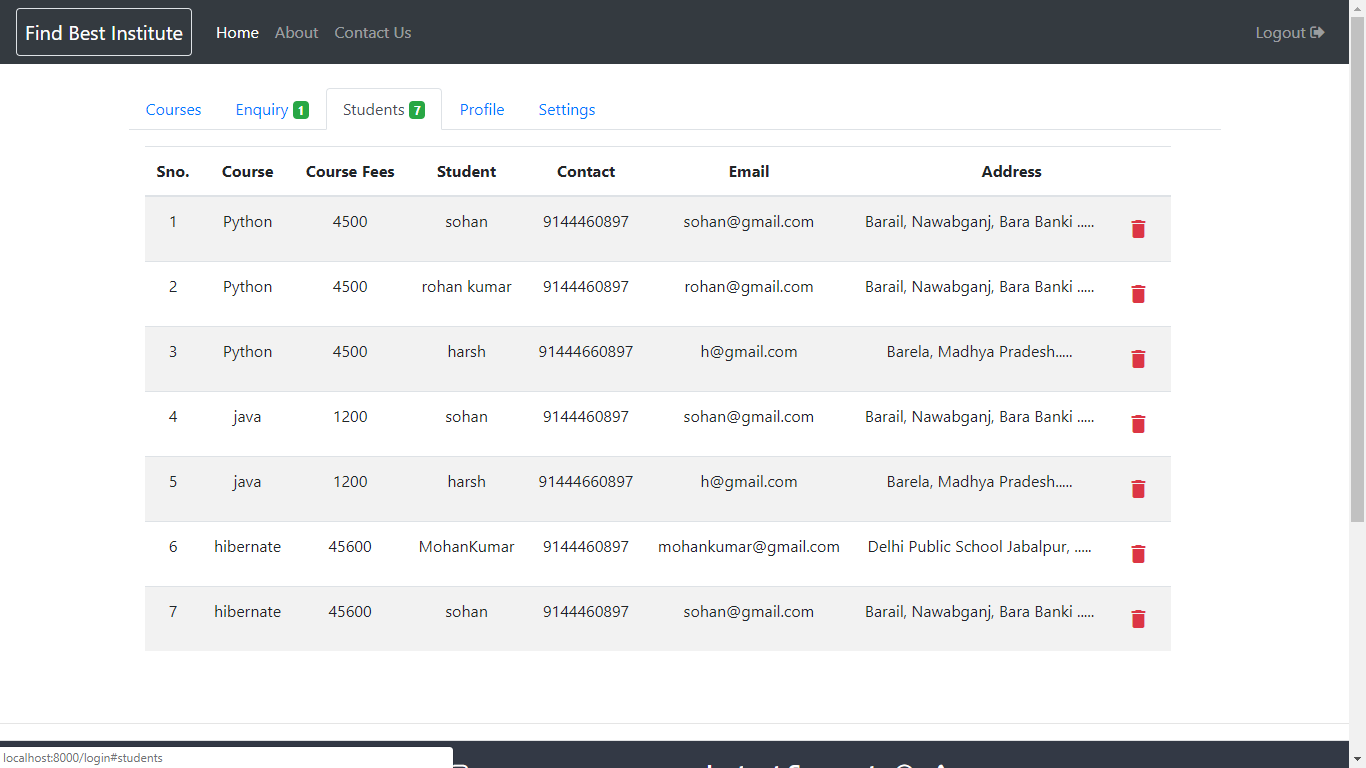 Find Best Institute Home About Contact Us Logout
Courses Enquiry 1 Students 7 Profile Settings
Sno. Course Course Fees Student Contact Email Address
1 Python 4500 sohan 9144460897 sohan@gmail.com Barail, Nawabganj, Bara Banki .....
2 Python 4500 rohan kumar 9144460897 rohan@gmail.com Barail, Nawabganj, Bara Banki .....
3 Python 4500 harsh 91444660897 h@gmail.com Barela, Madhya Pradesh.....
4 java 1200 sohan 9144460897 sohan@gmail.com Barail, Nawabganj, Bara Banki .....
5 java 1200 harsh 91444660897 h@gmail.com Barela, Madhya Pradesh.....
6 hibernate 45600 MohanKumar 9144460897 mohankumar@gmail.com Delhi Public School Jabalpur, .....
7 hibernate 45600 sohan 9144460897 sohan@gmail.com Barail, Nawabganj, Bara Banki .....
localhost:8000/login#students